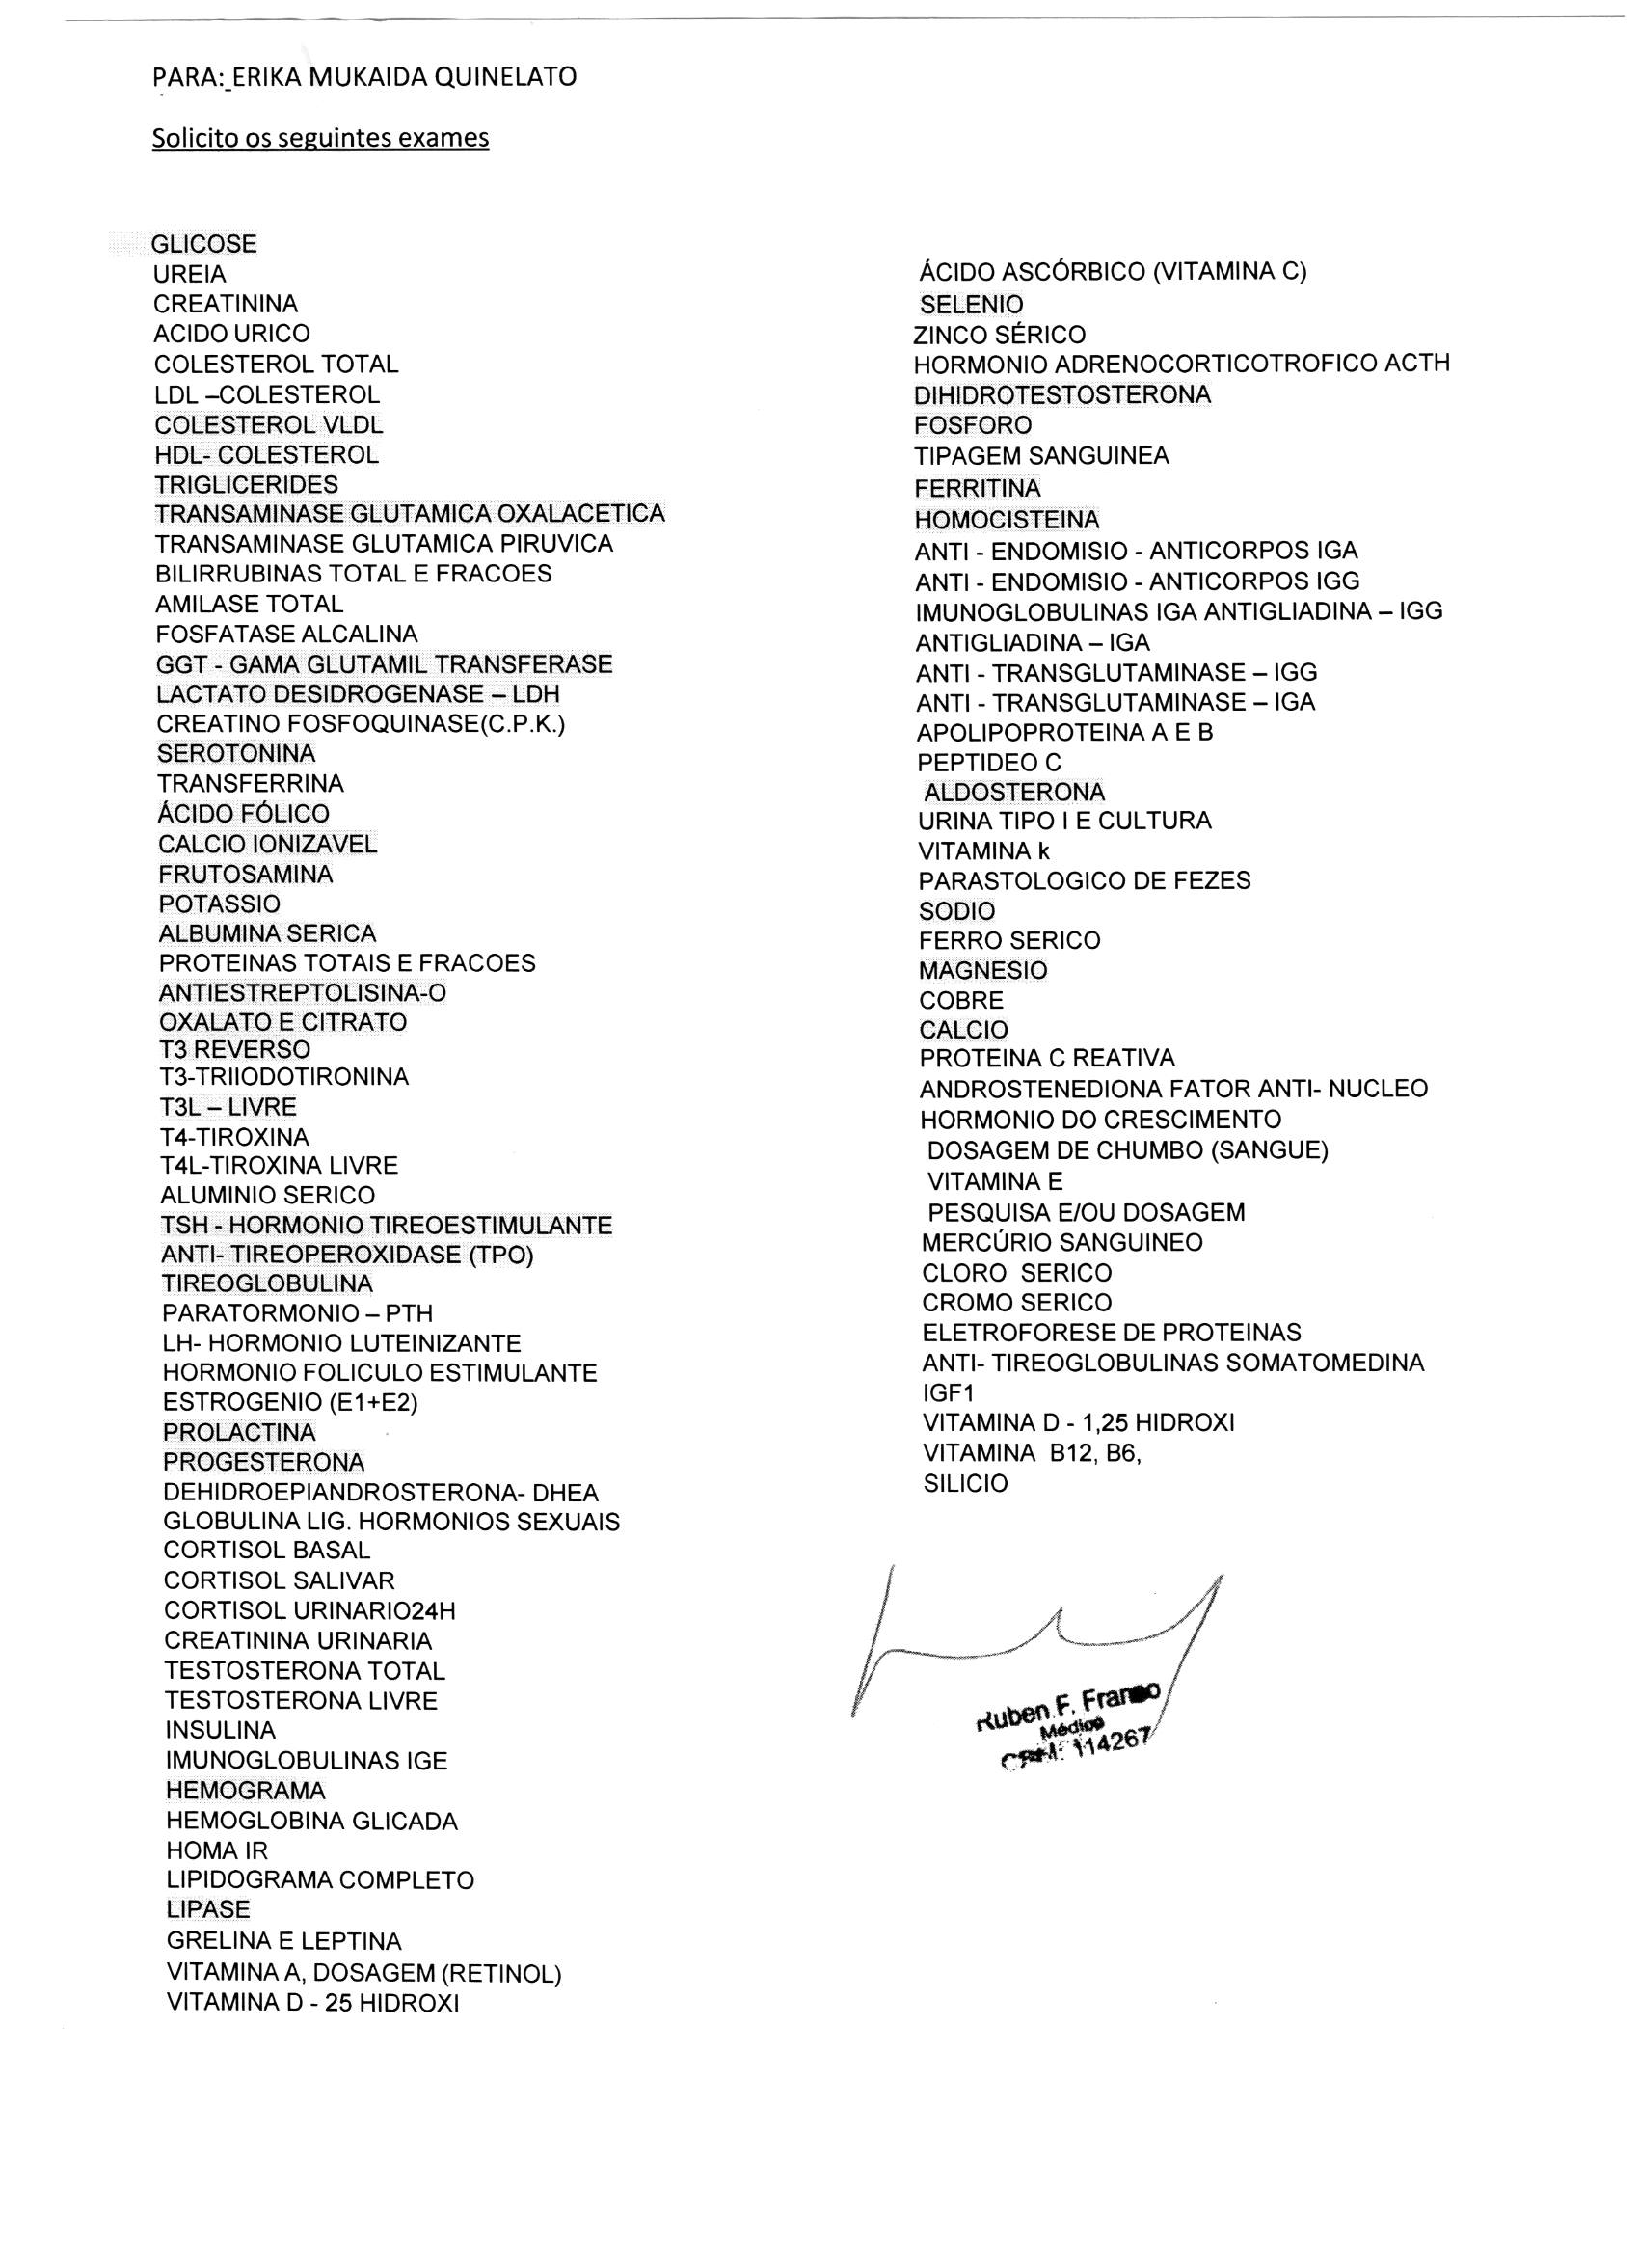 PARA: ERIKA MUKAIDA QUINELATO
Solicito os seguintes exames
GLICOSE
UREIA
CREATININA
ACIDO URICO
COLESTEROL TOTAL
LDL –COLESTEROL
COLESTEROL VLDL
HDL- COLESTEROL
TRIGLICERIDES
TRANSAMINASE GLUTAMICA OXALACETICA
TRANSAMINASE GLUTAMICA PIRUVICA
BILIRRUBINAS TOTAL E FRACOES
AMILASE TOTAL
FOSFATASE ALCALINA
GGT - GAMA GLUTAMIL TRANSFERASE
LACTATO DESIDROGENASE – LDH
CREATINO FOSFOQUINASE(C.P.K.)
SEROTONINA
TRANSFERRINA
ÁCIDO FÓLICO
CALCIO IONIZAVEL
FRUTOSAMINA
POTASSIO
ALBUMINA SERICA
PROTEINAS TOTAIS E FRACOES
ANTIESTREPTOLISINA-O
OXALATO E CITRATO
T3 REVERSO
T3-TRIIODOTIRONINA
T3L – LIVRE
T4-TIROXINA
T4L-TIROXINA LIVRE
ALUMINIO SERICO
TSH - HORMONIO TIREOESTIMULANTE
ANTI- TIREOPEROXIDASE (TPO)
TIREOGLOBULINA
PARATORMONIO – PTH
LH- HORMONIO LUTEINIZANTE
HORMONIO FOLICULO ESTIMULANTE
ESTROGENIO (E1+E2)
PROLACTINA
PROGESTERONA
DEHIDROEPIANDROSTERONA- DHEA
GLOBULINA LIG. HORMONIOS SEXUAIS
CORTISOL BASAL
CORTISOL SALIVAR
CORTISOL URINARIO24H
CREATININA URINARIA
TESTOSTERONA TOTAL
TESTOSTERONA LIVRE
INSULINA
IMUNOGLOBULINAS IGE
HEMOGRAMA
HEMOGLOBINA GLICADA
HOMA IR
LIPIDOGRAMA COMPLETO
LIPASE
GRELINA E LEPTINA
VITAMINA A, DOSAGEM (RETINOL)
VITAMINA D - 25 HIDROXI
ÁCIDO ASCÓRBICO (VITAMINA C)
SELENIO
ZINCO SÉRICO
HORMONIO ADRENOCORTICOTROFICO ACTH
DIHIDROTESTOSTERONA
FOSFORO
TIPAGEM SANGUINEA
FERRITINA
HOMOCISTEINA
ANTI - ENDOMISIO - ANTICORPOS IGA
ANTI - ENDOMISIO - ANTICORPOS IGG
IMUNOGLOBULINAS IGA ANTIGLIADINA – IGG
ANTIGLIADINA – IGA
ANTI - TRANSGLUTAMINASE – IGG
ANTI - TRANSGLUTAMINASE – IGA
APOLIPOPROTEINA A E B
PEPTIDEO C
ALDOSTERONA
URINA TIPO I E CULTURA
VITAMINA k
PARASTOLOGICO DE FEZES
SODIO
FERRO SERICO
MAGNESIO
COBRE
CALCIO
PROTEINA C REATIVA
ANDROSTENEDIONA FATOR ANTI- NUCLEO
HORMONIO DO CRESCIMENTO
DOSAGEM DE CHUMBO (SANGUE)
VITAMINA E
PESQUISA E/OU DOSAGEM
MERCÚRIO SANGUINEO
CLORO SERICO
CROMO SERICO
ELETROFORESE DE PROTEINAS
ANTI- TIREOGLOBULINAS SOMATOMEDINA
IGF1
VITAMINA D - 1,25 HIDROXI
VITAMINA B12, B6,
SILICIO
Ruben F. Franco
Médico
CRM: 114267